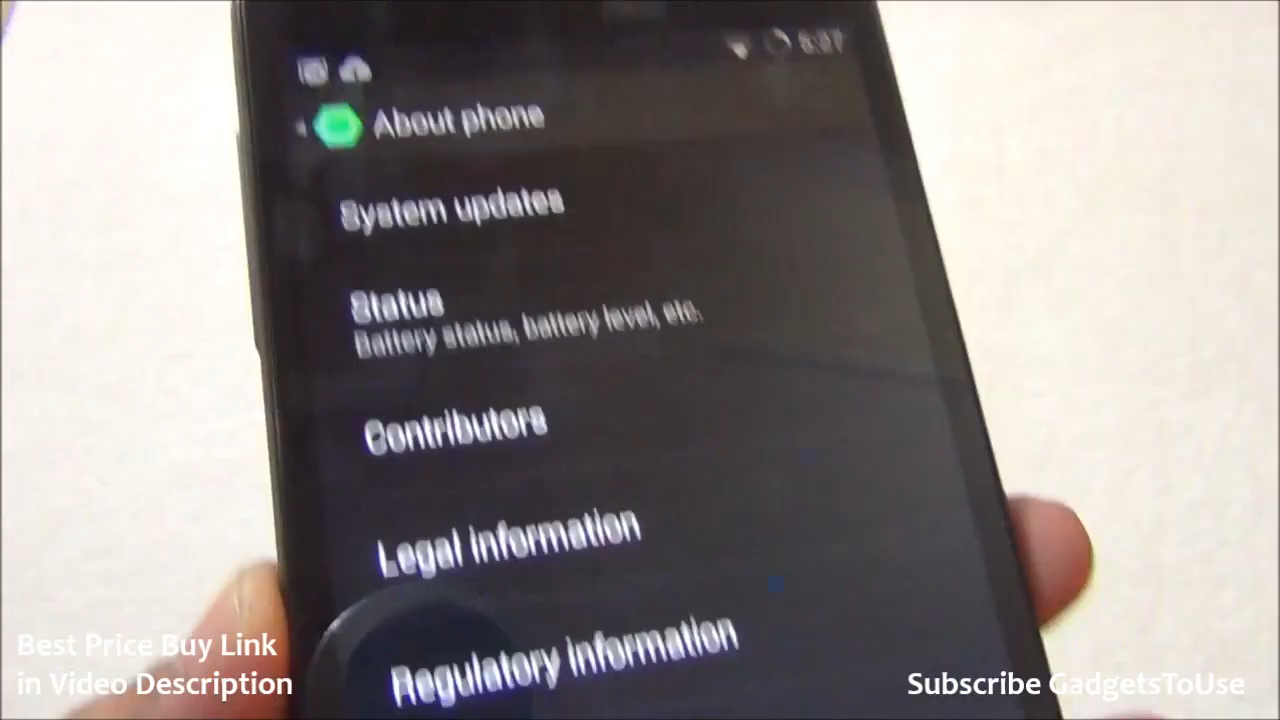 About phone
System updates
Status
Battery status, battery level, etc.
Contributors
Legal information
Regulatory information
Best Price Buy Link
in Video Description
Subscribe GadgetsToUse